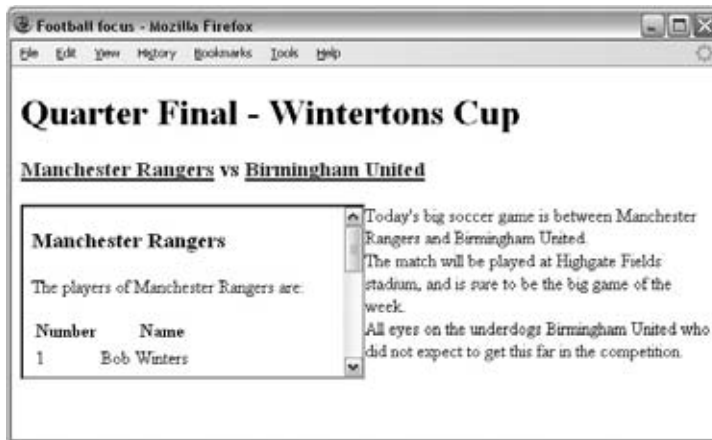 Football focus - Mozilla Firefox
File Edit View History Bookmarks Tools Help
Quarter Final - Wintertons Cup
Manchester Rangers vs Birmingham United
Manchester Rangers
The players of Manchester Rangers are:
Number Name
1 Bob Winters
Today's big soccer game is between Manchester
Rangers and Birmingham United.
The match will be played at Highgate Fields
stadium, and is sure to be the big game of the
week.
All eyes on the underdogs Birmingham United who
did not expect to get this far in the competition.